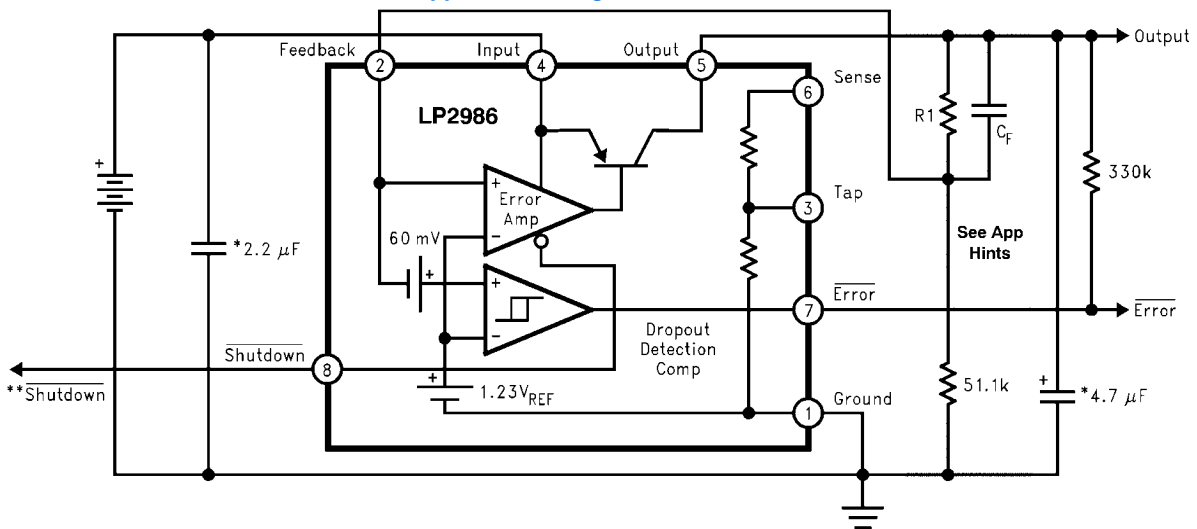 Feedback
Input
Output
2
4
5
Output
Sense
6
LP2986
R1
C_F
330k
+
+
Error
Amp
−
Tap
3
60 mV
*2.2 μF
See App
Hints
+
+
−
Error
7
Error
Dropout
Detection
Comp
Shutdown
8
**Shutdown
+
1.23V_REF
51.1k
+
*4.7 μF
Ground
1